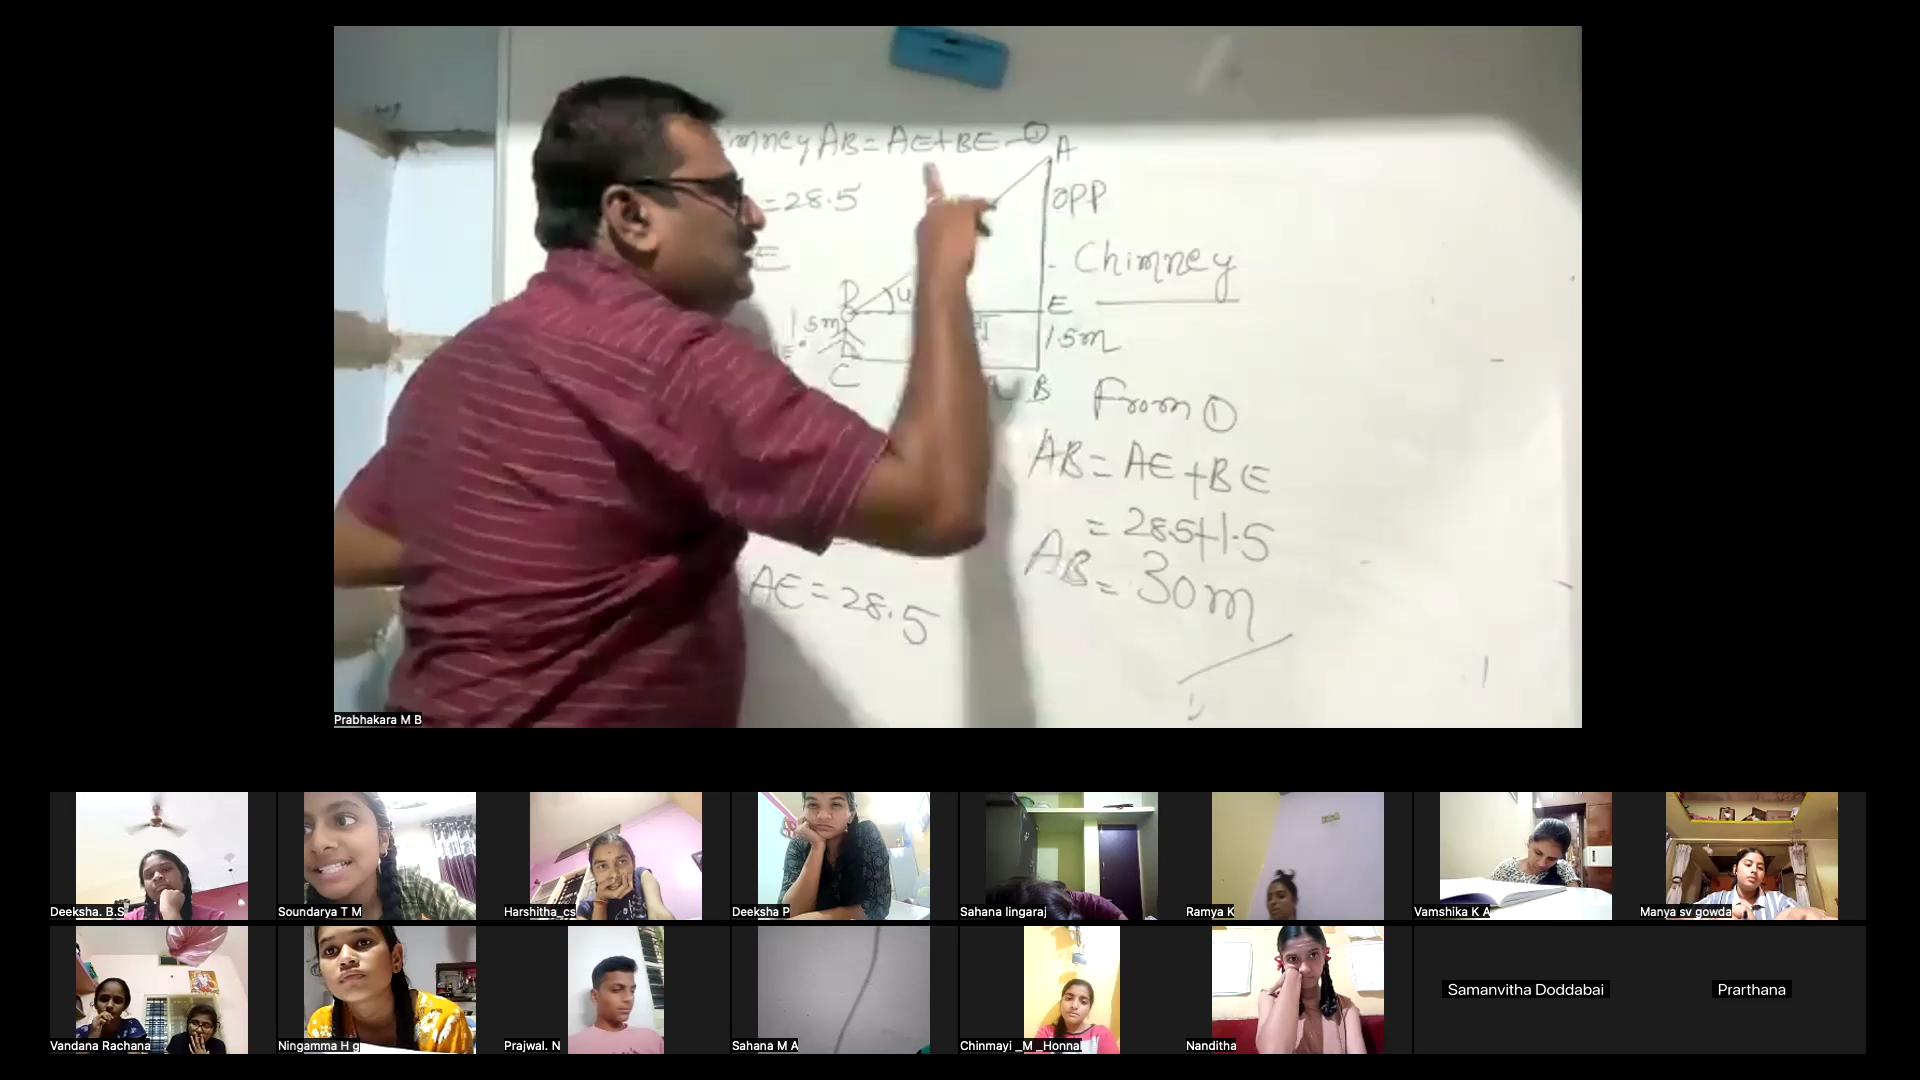 AB = AE + BE - ①
A
= 28.5
OPP
E
Chimney
D
E
1.5m
1.5m
C
B
From ①
AB = AE + BE
= 28.5 + 1.5
AB = 30m
AE = 28.5
Prabhakara M B
Deeksha. B.S
Soundarya T M
Harshitha_cs
Deeksha P
Sahana lingaraj
Ramya K
Vamshika K A
Manya sv gowda
Vandana Rachana
Ningamma H g
Prajwal. N
Sahana M A
Chinmayi _M _Honnal
Nanditha
Samanvitha Doddabai
Prarthana